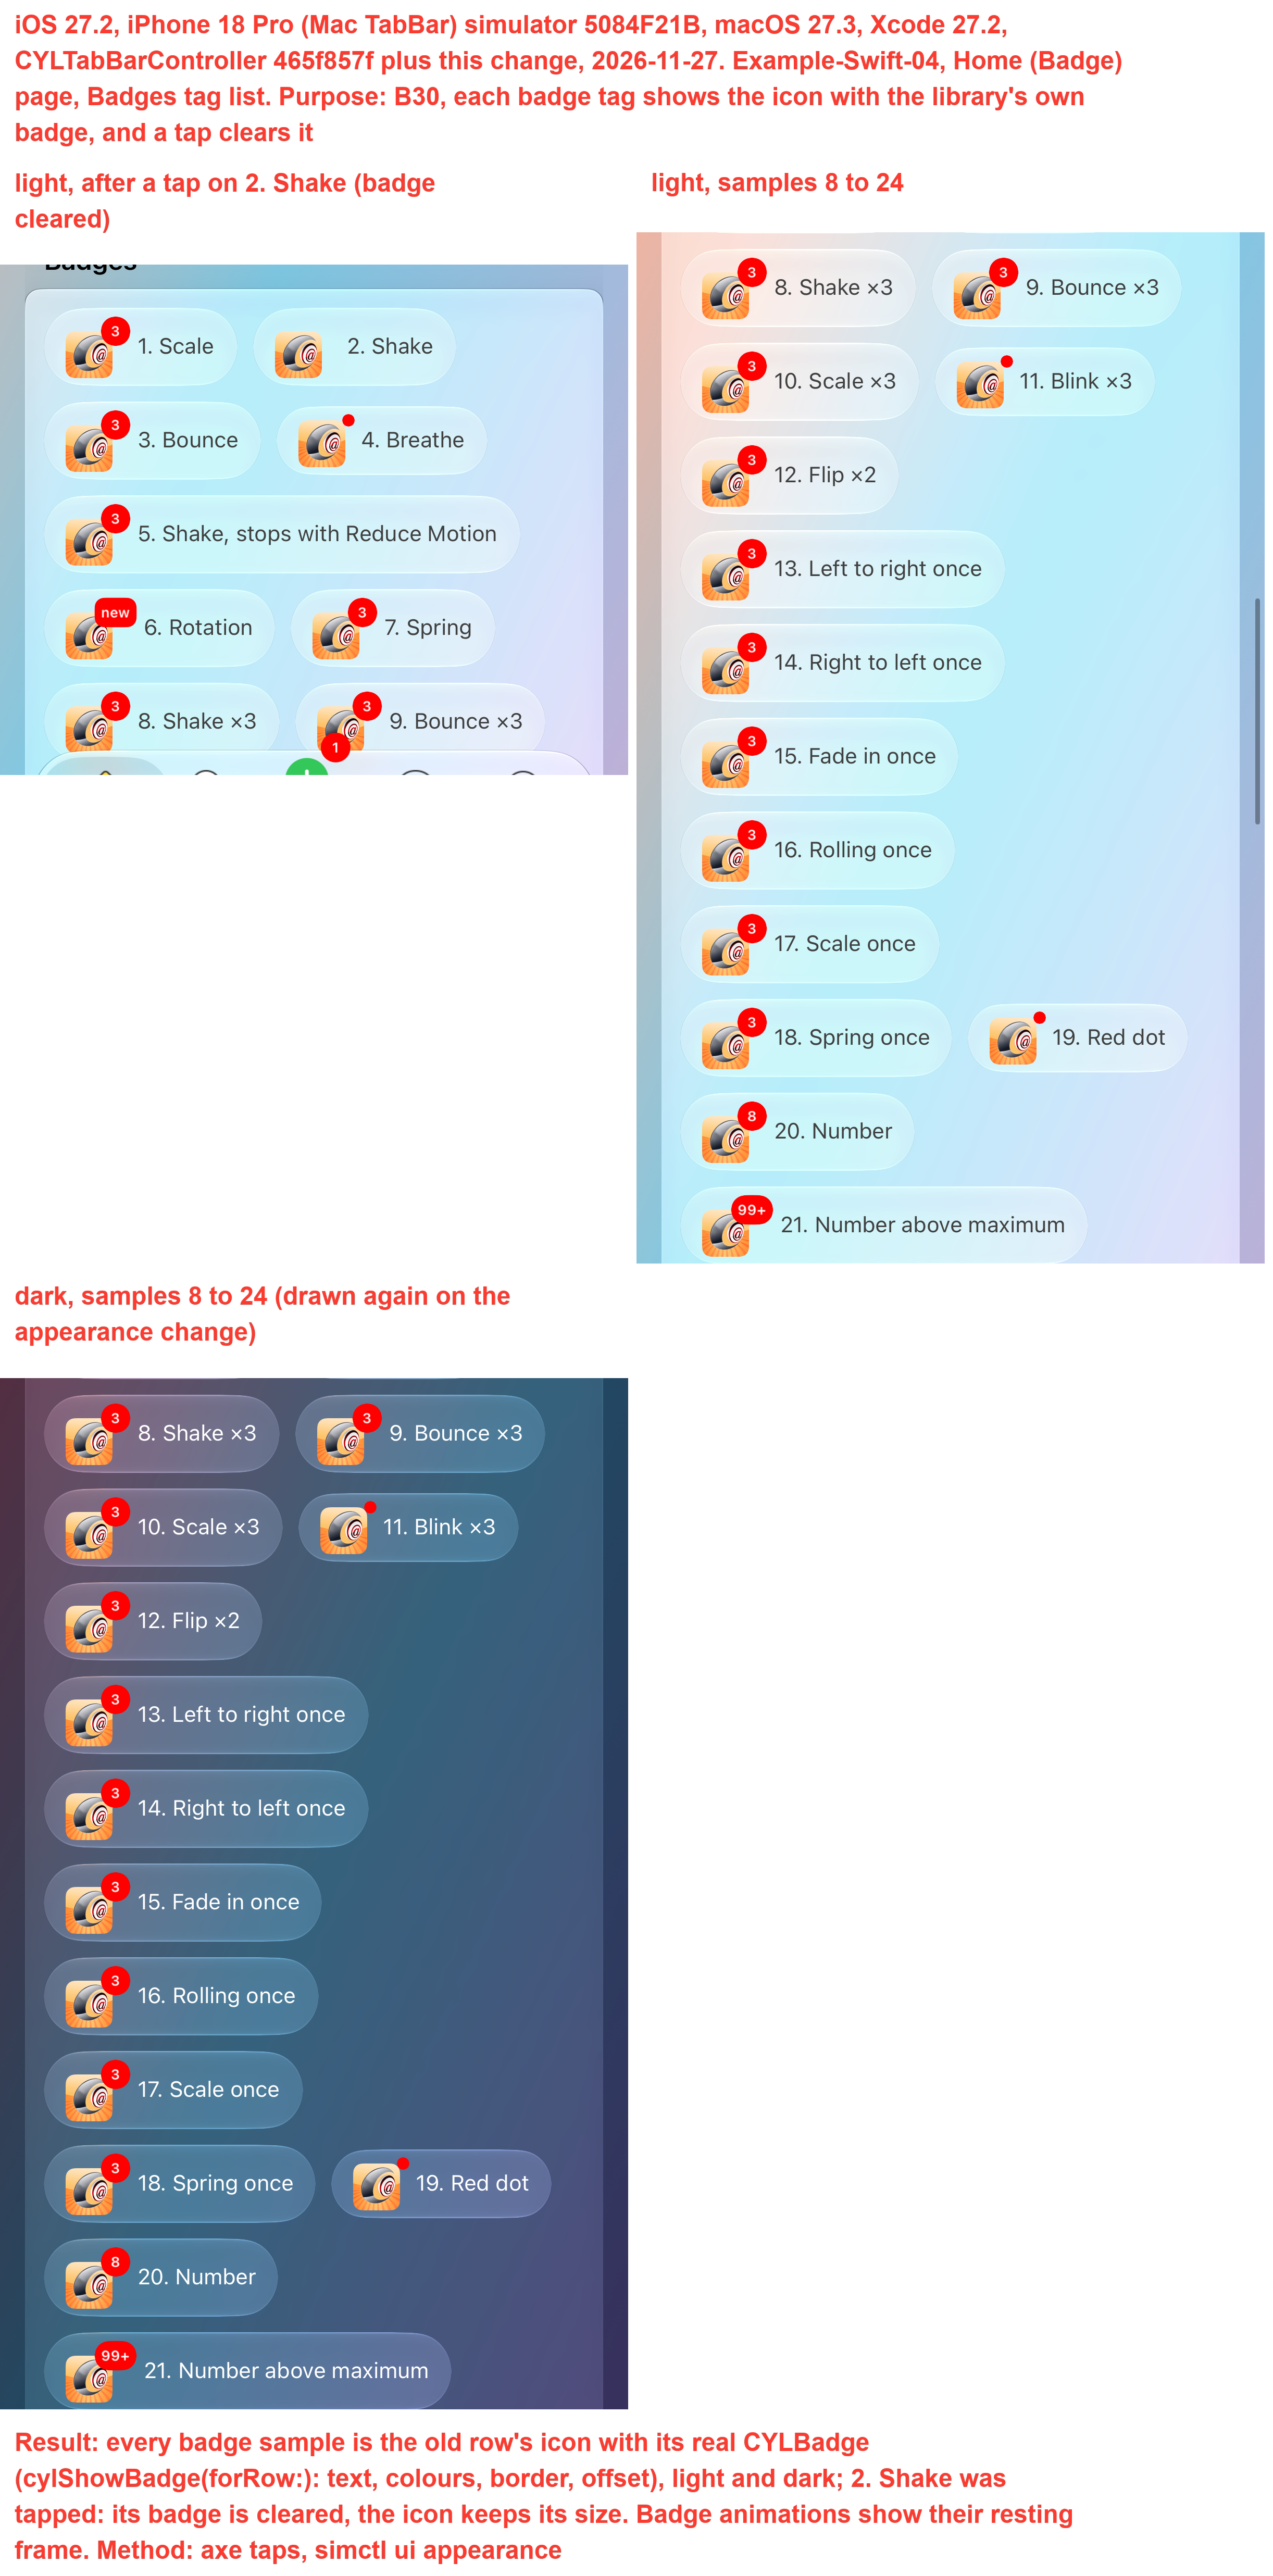 iOS 27.2, iPhone 18 Pro (Mac TabBar) simulator 5084F21B, macOS 27.3, Xcode 27.2,
CYLTabBarController 465f857f plus this change, 2026-11-27. Example-Swift-04, Home (Badge)
page, Badges tag list. Purpose: B30, each badge tag shows the icon with the library's own
badge, and a tap clears it
light, after a tap on 2. Shake (badge
cleared)
Badges
3 1. Scale
2. Shake
3 3. Bounce
4. Breathe
3 5. Shake, stops with Reduce Motion
new 6. Rotation
3 7. Spring
3 8. Shake ×3
3 9. Bounce ×3
1
light, samples 8 to 24
3 8. Shake ×3
3 9. Bounce ×3
3 10. Scale ×3
11. Blink ×3
3 12. Flip ×2
3 13. Left to right once
3 14. Right to left once
3 15. Fade in once
3 16. Rolling once
3 17. Scale once
3 18. Spring once
19. Red dot
8 20. Number
99+ 21. Number above maximum
dark, samples 8 to 24 (drawn again on the
appearance change)
3 8. Shake ×3
3 9. Bounce ×3
3 10. Scale ×3
11. Blink ×3
3 12. Flip ×2
3 13. Left to right once
3 14. Right to left once
3 15. Fade in once
3 16. Rolling once
3 17. Scale once
3 18. Spring once
19. Red dot
8 20. Number
99+ 21. Number above maximum
Result: every badge sample is the old row's icon with its real CYLBadge
(cylShowBadge(forRow:): text, colours, border, offset), light and dark; 2. Shake was
tapped: its badge is cleared, the icon keeps its size. Badge animations show their resting
frame. Method: axe taps, simctl ui appearance